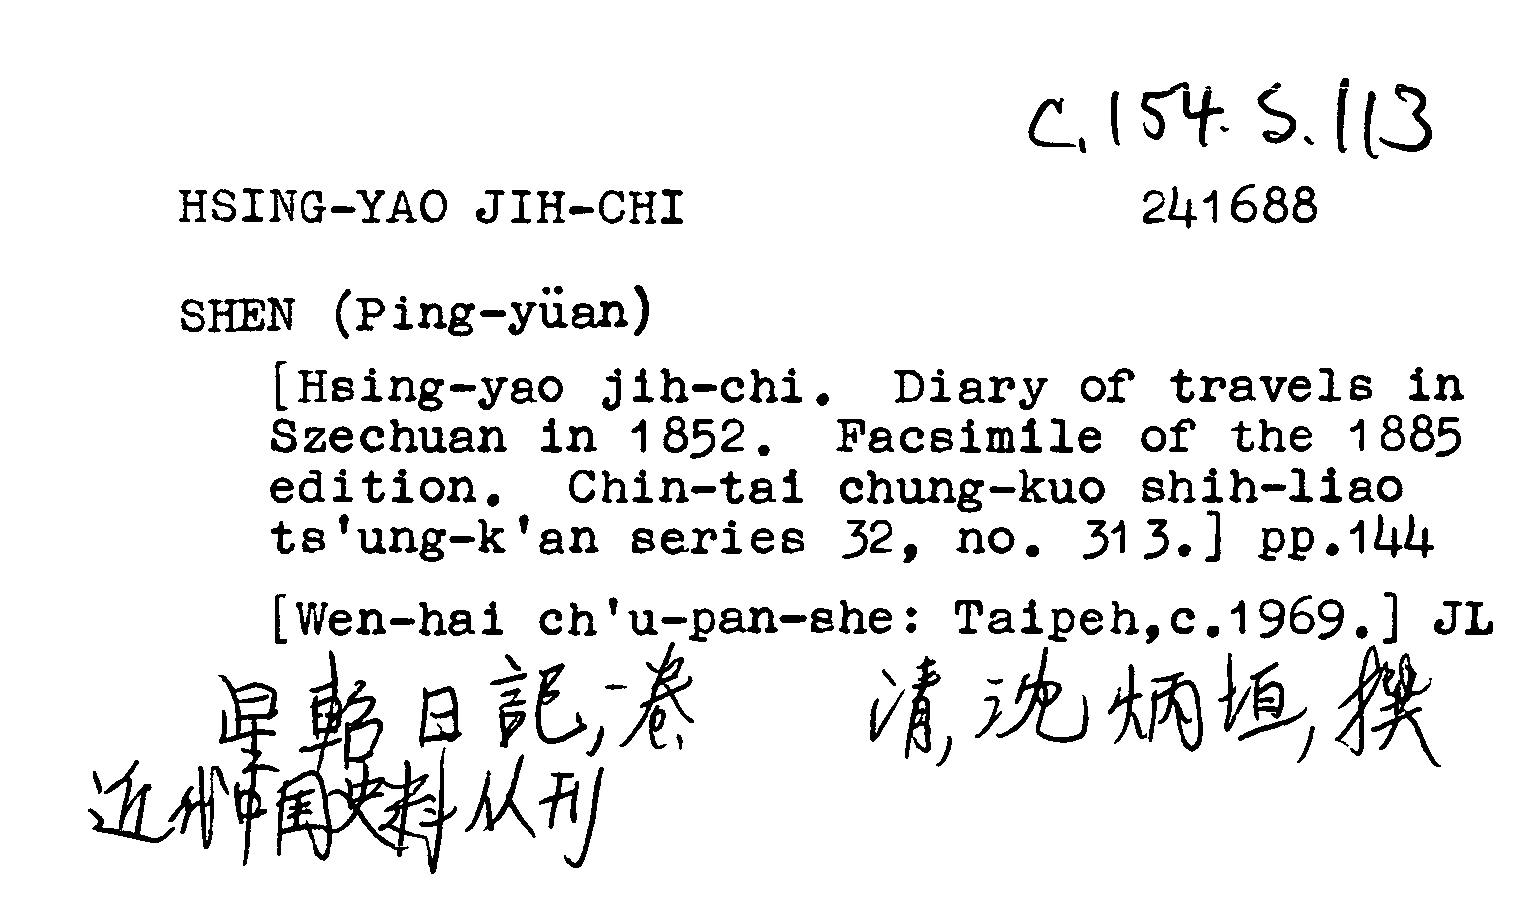 C.154.S.113
HSING-YAO JIH-CHI 241688
SHEN (Ping-yüan)
[Hsing-yao jih-chi. Diary of travels in
Szechuan in 1852. Facsimile of the 1885
edition. Chin-tai chung-kuo shih-liao
ts'ung-k'an series 32, no. 313.] pp.144
[Wen-hai ch'u-pan-she: Taipeh,c.1969.] JL
星軺日記,一卷 清,沈炳垣,撰
近代中国史料从刊